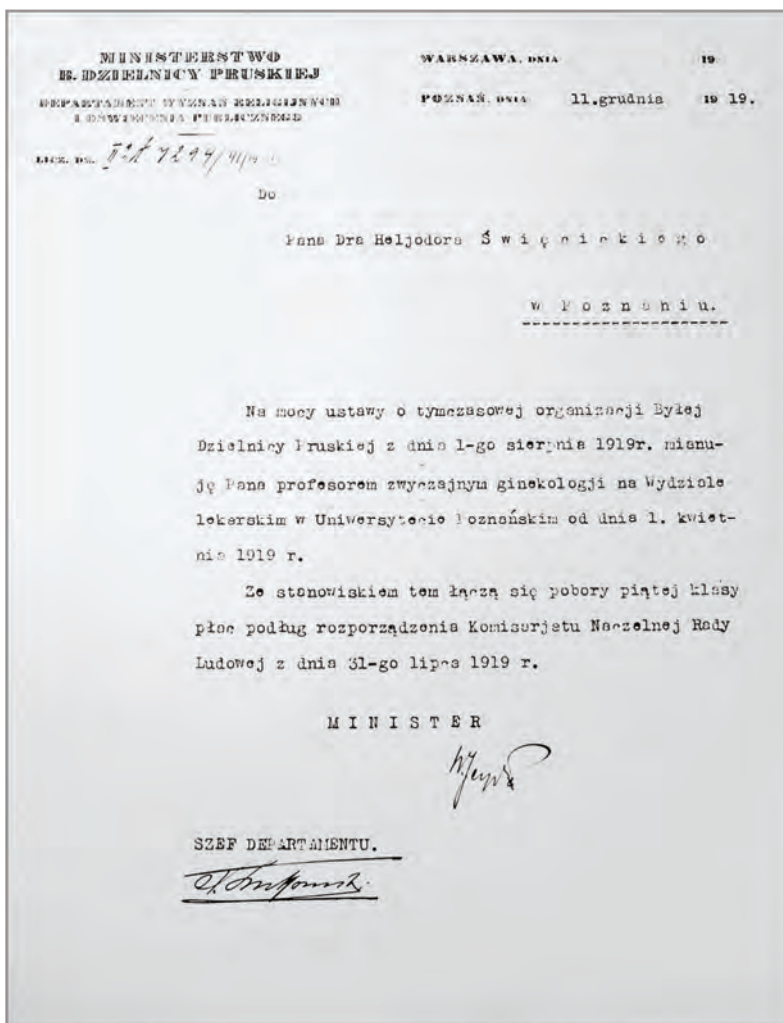 MINISTERSTWO
B. DZIELNICY PRUSKIEJ
DEPARTAMENT WYZNAŃ RELIGIJNYCH
I OŚWIECENIA PUBLICZNEGO
LICZ. DZ.
WARSZAWA, DNIA 19
POZNAŃ, DNIA 11.grudnia 19 19.
Do
Pana Dra Heljodora Ś w i ę c i c k i e g o
w P o z n a n i u.
Na mocy ustawy o tymczasowej organizacji Byłej
Dzielnicy Pruskiej z dnia 1-go sierpnia 1919r. mianu-
ję Pana profesorem zwyczajnym ginekologji na Wydziale
lekarskim w Uniwersytecie Poznańskim od dnia 1. kwiet-
nia 1919 r.
Ze stanowiskiem tem łączą się pobory piątej klasy
płac podług rozporządzenia Komisarjatu Naczelnej Rady
Ludowej z dnia 31-go lipca 1919 r.
M I N I S T E R
SZEF DEPARTAMENTU.